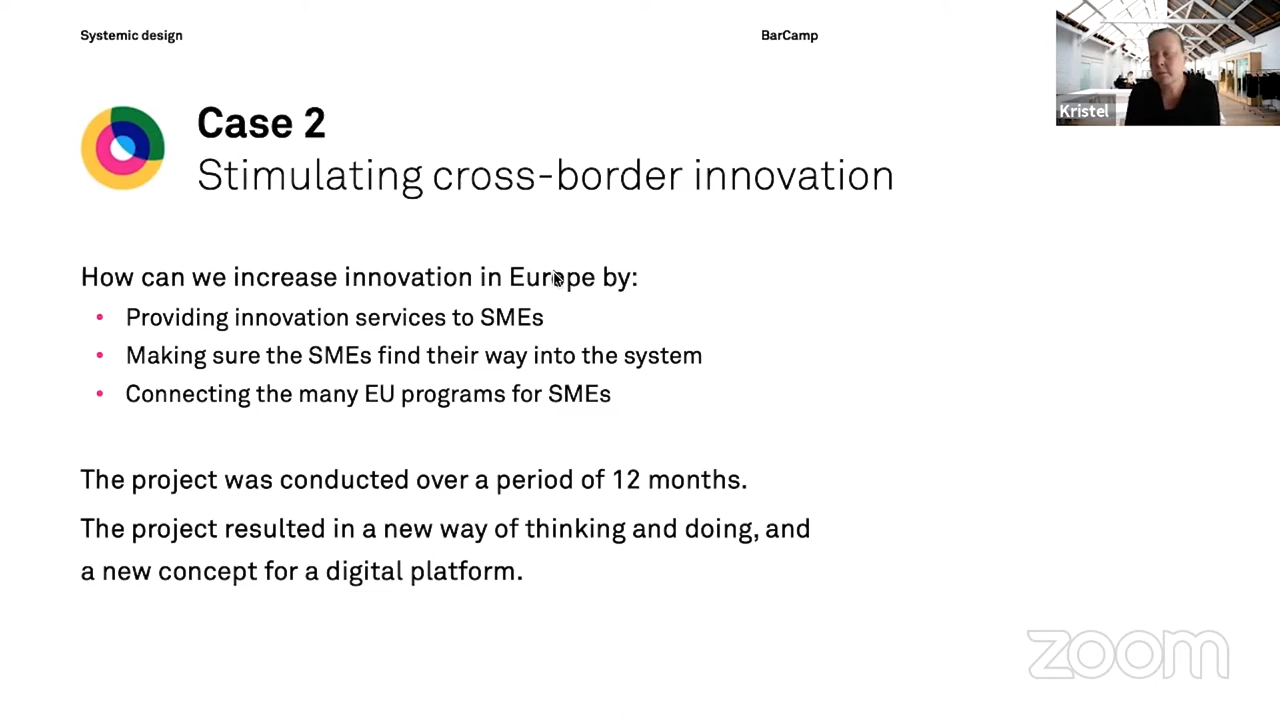 Systemic design
BarCamp
Kristel
Case 2
Stimulating cross-border innovation
How can we increase innovation in Europe by:
• Providing innovation services to SMEs
• Making sure the SMEs find their way into the system
• Connecting the many EU programs for SMEs
The project was conducted over a period of 12 months.
The project resulted in a new way of thinking and doing, and
a new concept for a digital platform.
zoom